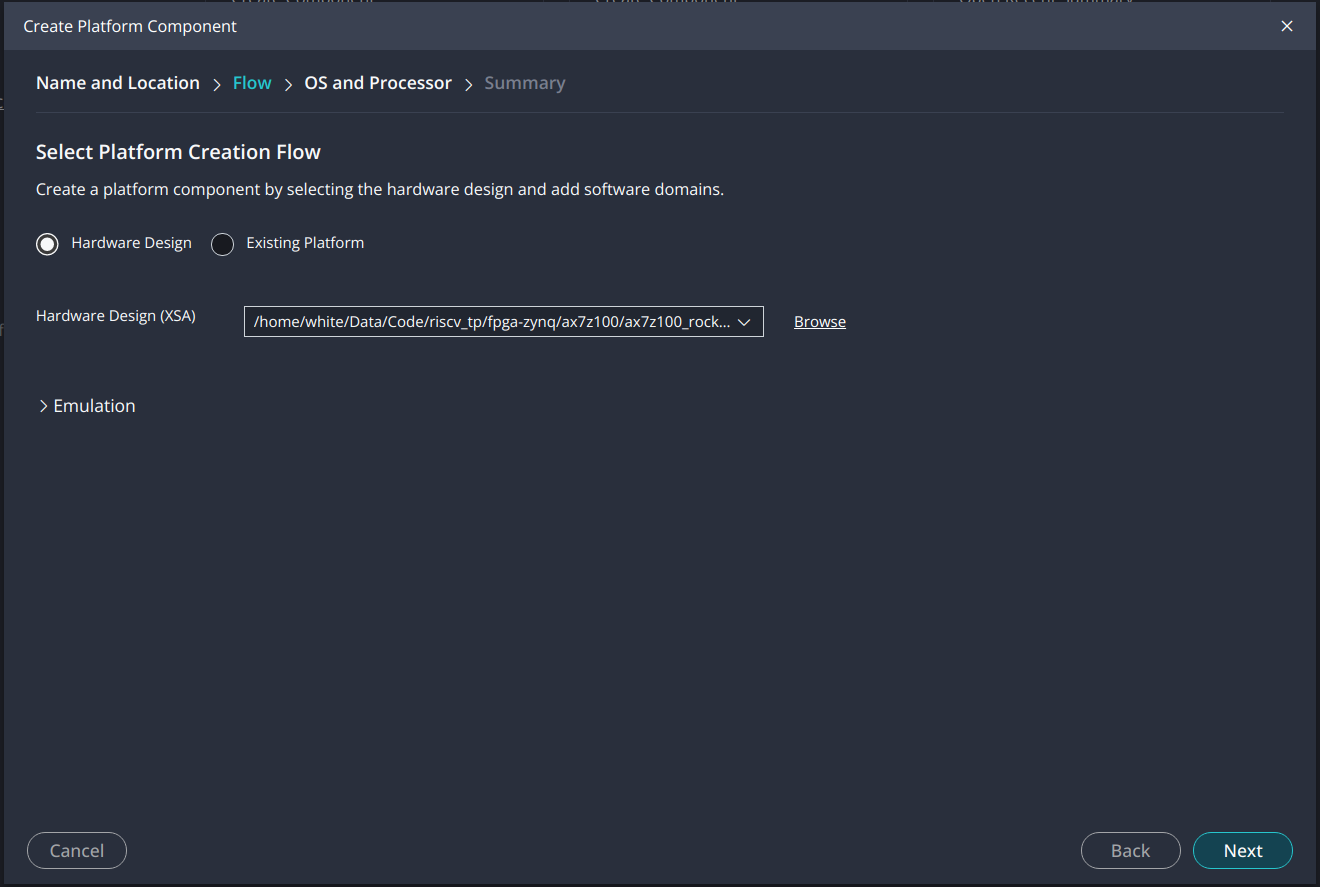 Create Platform Component
Name and Location > Flow > OS and Processor > Summary
Select Platform Creation Flow
Create a platform component by selecting the hardware design and add software domains.
Hardware Design Existing Platform
Hardware Design (XSA) /home/white/Data/Code/riscv_tp/fpga-zynq/ax7z100/ax7z100_rock... Browse
> Emulation
Cancel Back Next